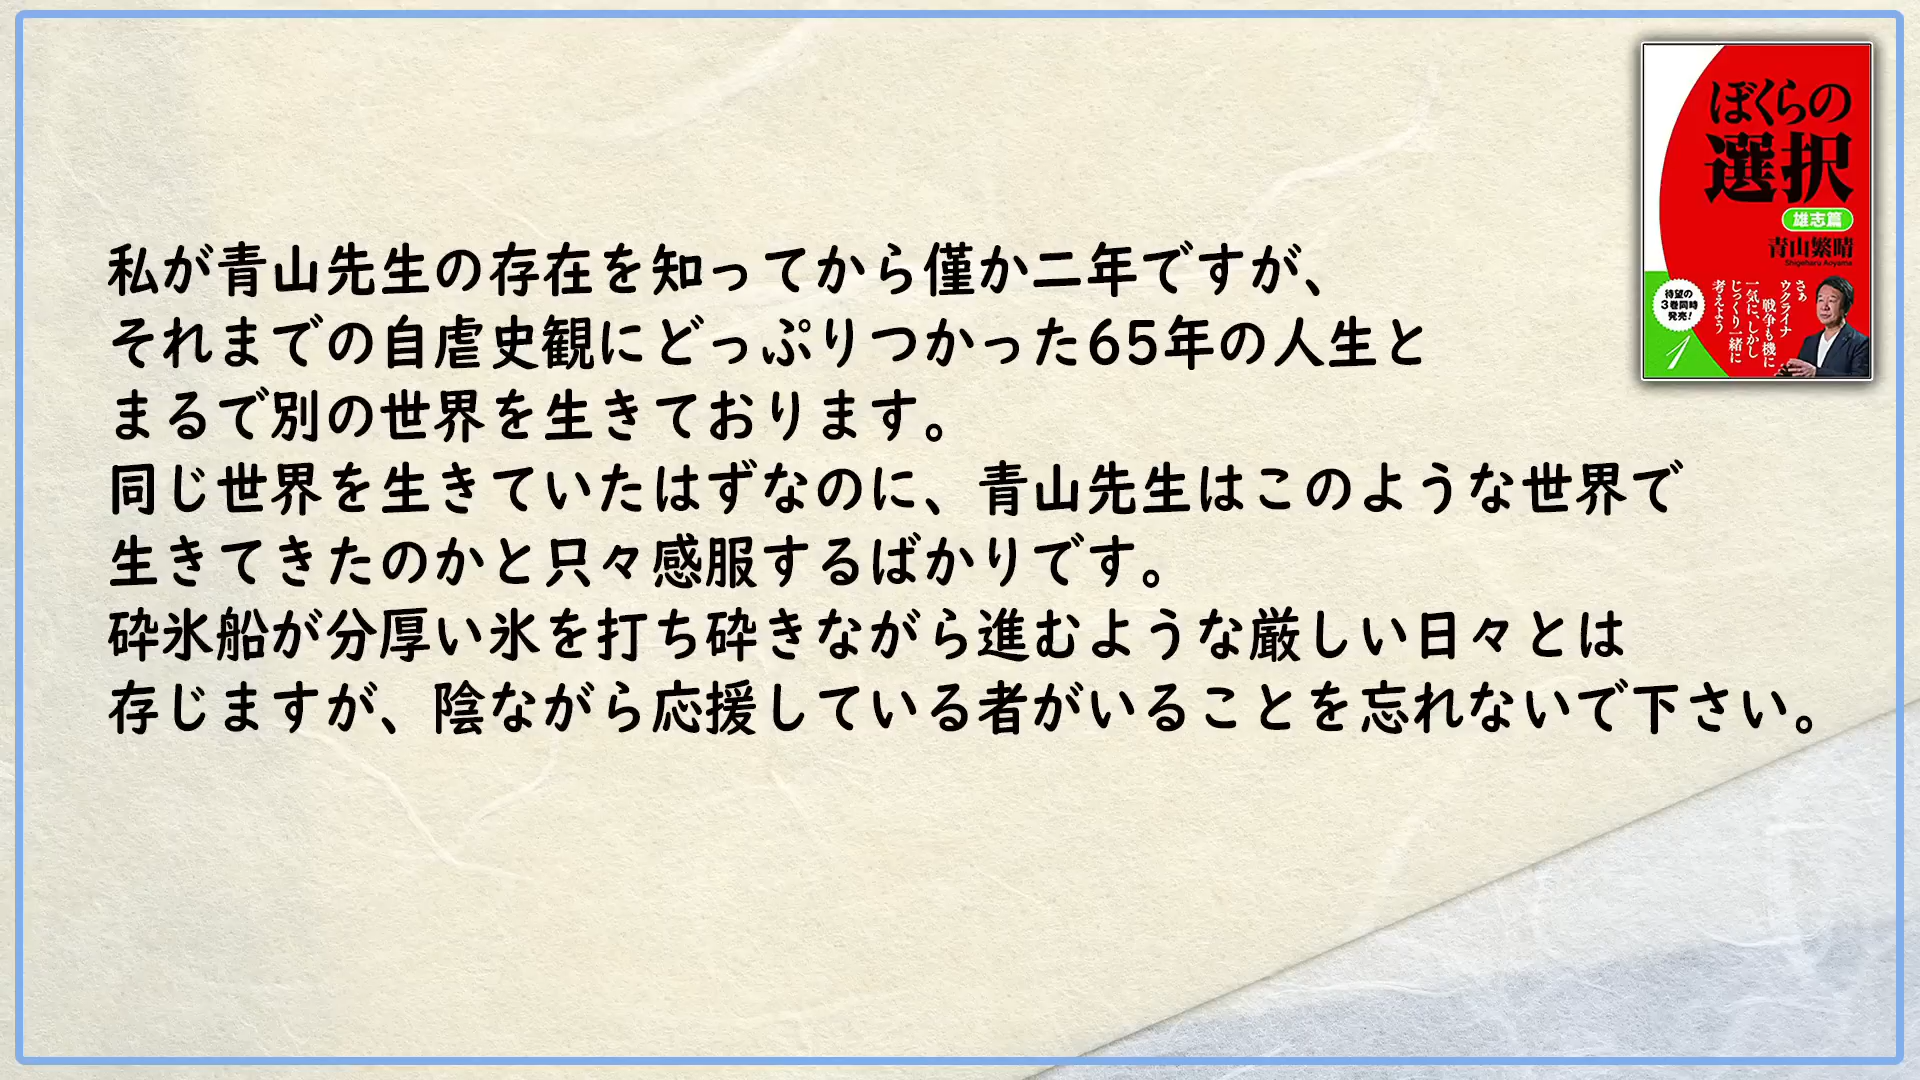 私が青山先生の存在を知ってから僅か二年ですが、
それまでの自虐史観にどっぷりつかった65年の人生と
まるで別の世界を生きております。
同じ世界を生きていたはずなのに、青山先生はこのような世界で
生きてきたのかと只々感服するばかりです。
砕氷船が分厚い氷を打ち砕きながら進むような厳しい日々とは
存じますが、陰ながら応援している者がいることを忘れないで下さい。
ぼくらの
選択
雄志篇
青山繁晴
Shigeharu Aoyama
さぁ
ウクライナ
戦争も機に
一気に、しかし
じっくり一緒に
考えよう
待望の
3巻同時
発売!
1